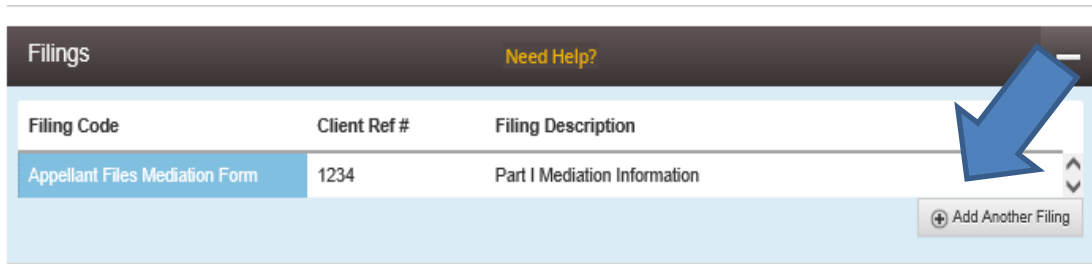 Filings Need Help?
Filing Code Client Ref # Filing Description
Appellant Files Mediation Form 1234 Part I Mediation Information
Add Another Filing